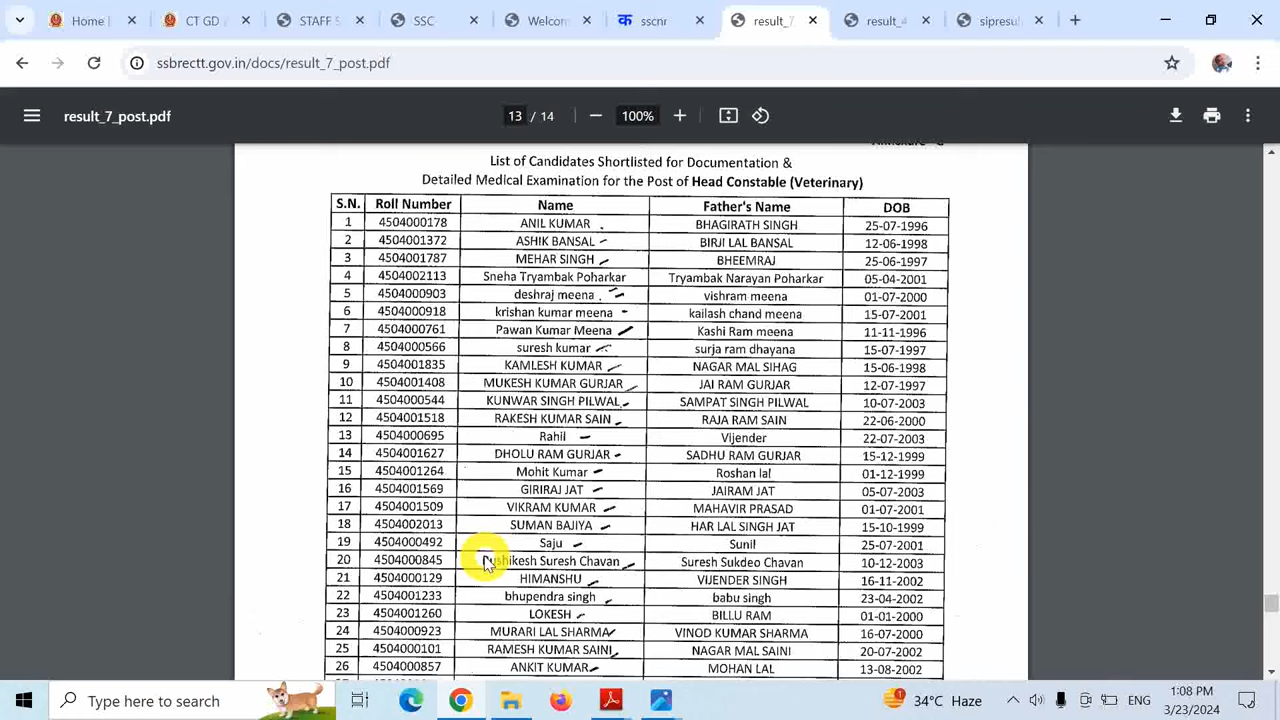 Home |
CT GD
STAFF S
SSC-
Welcom
sscnr
result_7
result_
sipresul
ssbrectt.gov.in/docs/result_7_post.pdf
result_7_post.pdf
13 / 14
100%
List of Candidates Shortlisted for Documentation &
Detailed Medical Examination for the Post of Head Constable (Veterinary)
S.N. Roll Number Name Father's Name DOB
1 4504000178 ANIL KUMAR BHAGIRATH SINGH 25-07-1996
2 4504001372 ASHIK BANSAL BIRJI LAL BANSAL 12-06-1998
3 4504001787 MEHAR SINGH BHEEMRAJ 25-06-1997
4 4504002113 Sneha Tryambak Poharkar Tryambak Narayan Poharkar 05-04-2001
5 4504000903 deshraj meena vishram meena 01-07-2000
6 4504000918 krishan kumar meena kailash chand meena 15-07-2001
7 4504000761 Pawan Kumar Meena Kashi Ram meena 11-11-1996
8 4504000566 suresh kumar surja ram dhayana 15-07-1997
9 4504001835 KAMLESH KUMAR NAGAR MAL SIHAG 15-06-1998
10 4504001408 MUKESH KUMAR GURJAR JAI RAM GURJAR 12-07-1997
11 4504000544 KUNWAR SINGH PILWAL SAMPAT SINGH PILWAL 10-07-2003
12 4504001518 RAKESH KUMAR SAIN RAJA RAM SAIN 22-06-2000
13 4504000695 Rahil Vijender 22-07-2003
14 4504001627 DHOLU RAM GURJAR SADHU RAM GURJAR 15-12-1999
15 4504001264 Mohit Kumar Roshan lal 01-12-1999
16 4504001569 GIRIRAJ JAT JAIRAM JAT 05-07-2003
17 4504001509 VIKRAM KUMAR MAHAVIR PRASAD 01-07-2001
18 4504002013 SUMAN BAJIYA HAR LAL SINGH JAT 15-10-1999
19 4504000492 Saju Sunil 25-07-2001
20 4504000845 Suresh Chavan Suresh Sukdeo Chavan 10-12-2003
21 4504000129 HIMANSHU VIJENDER SINGH 16-11-2002
22 4504001233 bhupendra singh babu singh 23-04-2002
23 4504001260 LOKESH BILLU RAM 01-01-2000
24 4504000923 MURARI LAL SHARMA VINOD KUMAR SHARMA 16-07-2000
25 4504000101 RAMESH KUMAR SAINI NAGAR MAL SAINI 20-07-2002
26 4504000857 ANKIT KUMAR MOHAN LAL 13-08-2002
Type here to search
34°C Haze
ENG
1:08 PM
3/23/2024